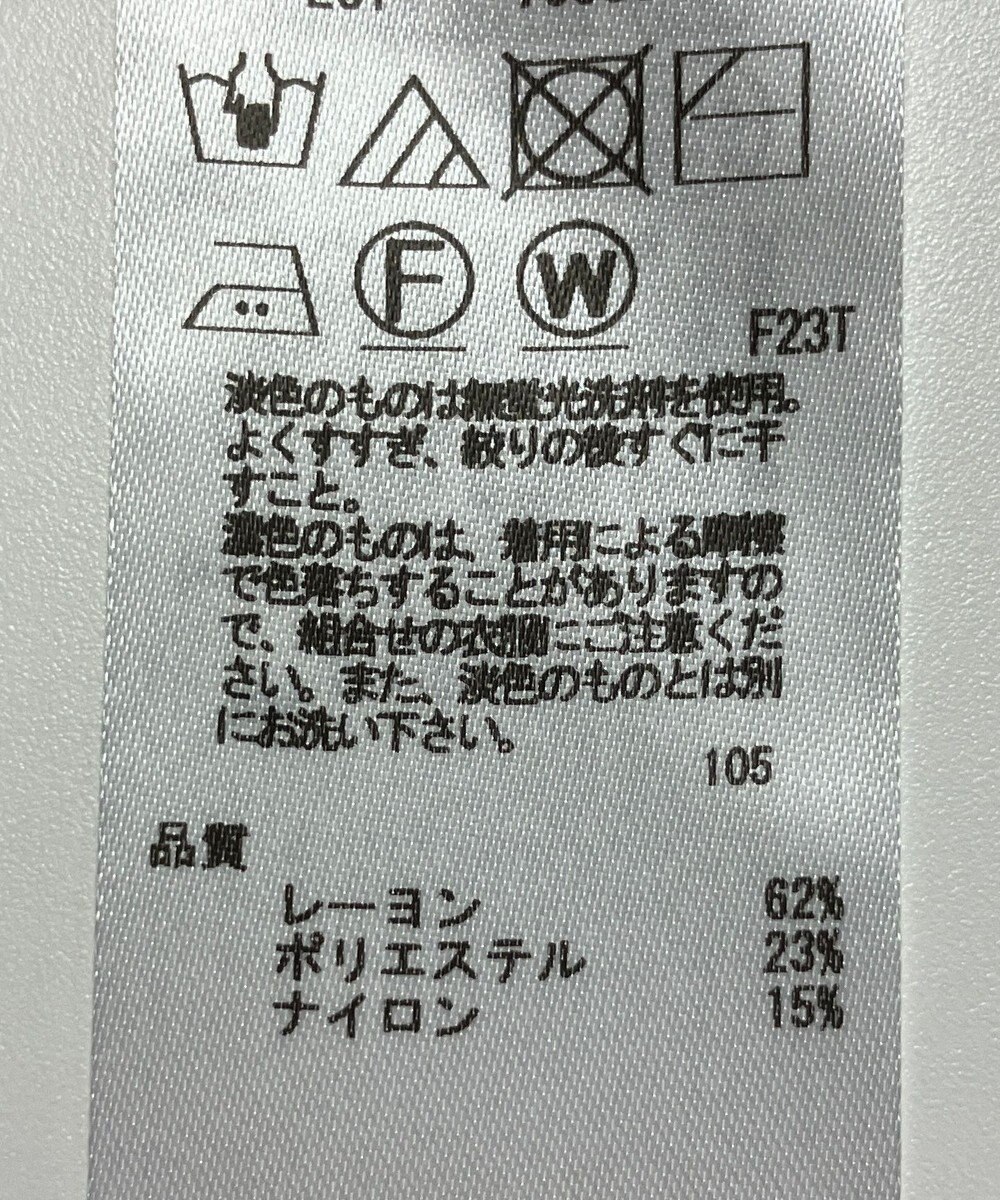 F
W
F23T
淡色のものは無蛍光洗剤を使用。
よくすすぎ、絞りの後すぐに干
すこと。
濃色のものは、着用による摩擦
で色落ちすることがありますの
で、組合せの衣側にご注意くだ
さい。また、淡色のものとは別
にお洗い下さい。
105
品質
レーヨン 62%
ポリエステル 23%
ナイロン 15%